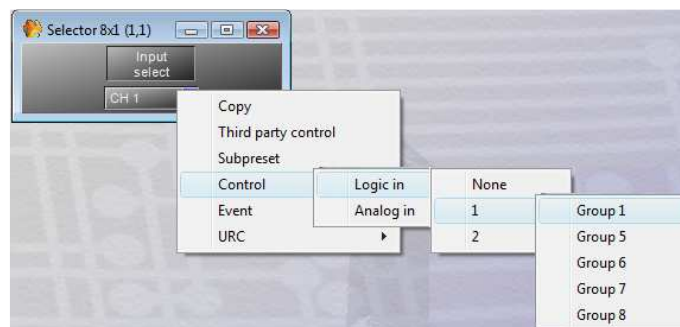 Selector 8x1 (1,1)
Input
select
CH 1
Copy
Third party control
Subpreset
Control
Event
URC
Logic in
Analog in
None
1
2
Group 1
Group 5
Group 6
Group 7
Group 8